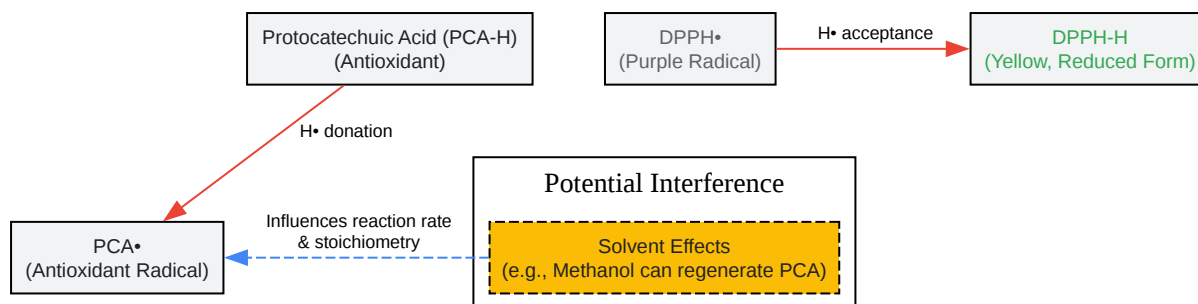 Protocatechuic Acid (PCA-H)
(Antioxidant)
DPPH•
(Purple Radical)
H• acceptance
DPPH-H
(Yellow, Reduced Form)
H• donation
Potential Interference
PCA•
(Antioxidant Radical)
Influences reaction rate
& stoichiometry
Solvent Effects
(e.g., Methanol can regenerate PCA)